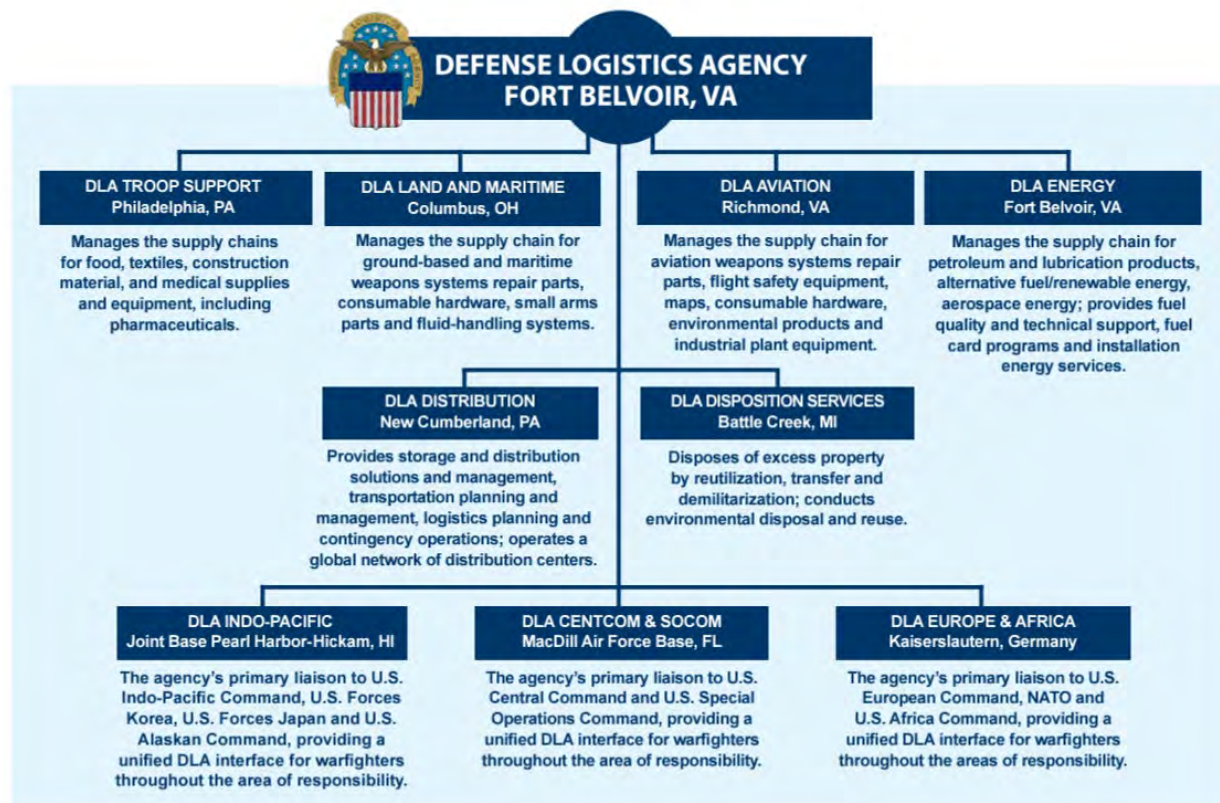 DEFENSE LOGISTICS AGENCY
FORT BELVOIR, VA
DLA TROOP SUPPORT
Philadelphia, PA
Manages the supply chains
for food, textiles, construction
material, and medical supplies
and equipment, including
pharmaceuticals.
DLA LAND AND MARITIME
Columbus, OH
Manages the supply chain for
ground-based and maritime
weapons systems repair parts,
consumable hardware, small arms
parts and fluid-handling systems.
DLA AVIATION
Richmond, VA
Manages the supply chain for
aviation weapons systems repair
parts, flight safety equipment,
maps, consumable hardware,
environmental products and
industrial plant equipment.
DLA ENERGY
Fort Belvoir, VA
Manages the supply chain for
petroleum and lubrication products,
alternative fuel/renewable energy,
aerospace energy; provides fuel
quality and technical support, fuel
card programs and installation
energy services.
DLA DISTRIBUTION
New Cumberland, PA
Provides storage and distribution
solutions and management,
transportation planning and
management, logistics planning and
contingency operations; operates a
global network of distribution centers.
DLA DISPOSITION SERVICES
Battle Creek, MI
Disposes of excess property
by reutilization, transfer and
demilitarization; conducts
environmental disposal and reuse.
DLA INDO-PACIFIC
Joint Base Pearl Harbor-Hickam, HI
The agency's primary liaison to U.S.
Indo-Pacific Command, U.S. Forces
Korea, U.S. Forces Japan and U.S.
Alaskan Command, providing a
unified DLA interface for warfighters
throughout the area of responsibility.
DLA CENTCOM & SOCOM
MacDill Air Force Base, FL
The agency's primary liaison to U.S.
Central Command and U.S. Special
Operations Command, providing a
unified DLA interface for warfighters
throughout the area of responsibility.
DLA EUROPE & AFRICA
Kaiserslautern, Germany
The agency's primary liaison to U.S.
European Command, NATO and
U.S. Africa Command, providing a
unified DLA interface for warfighters
throughout the areas of responsibility.